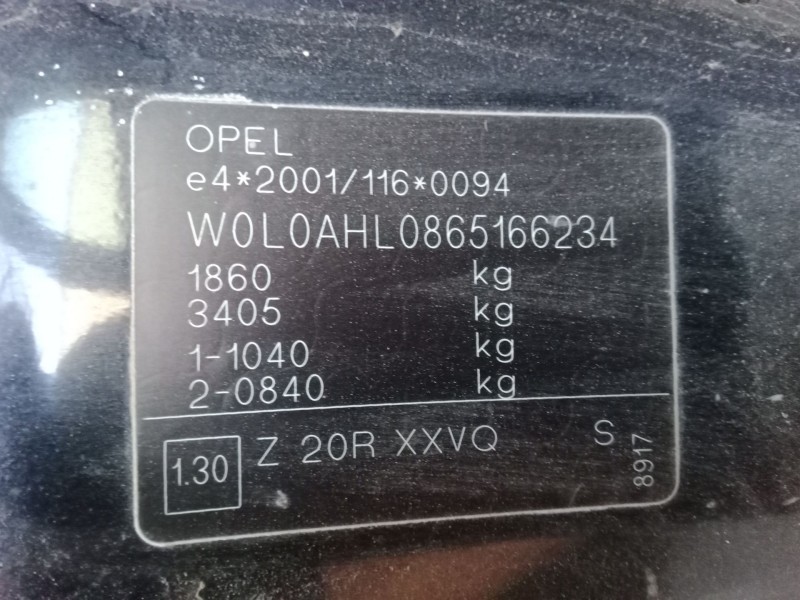 OPEL
e4*2001/116*0094
W0L0AHL0865166234
1860 kg
3405 kg
1-1040 kg
2-0840 kg
1.30 Z 20R XXVQ S
8917